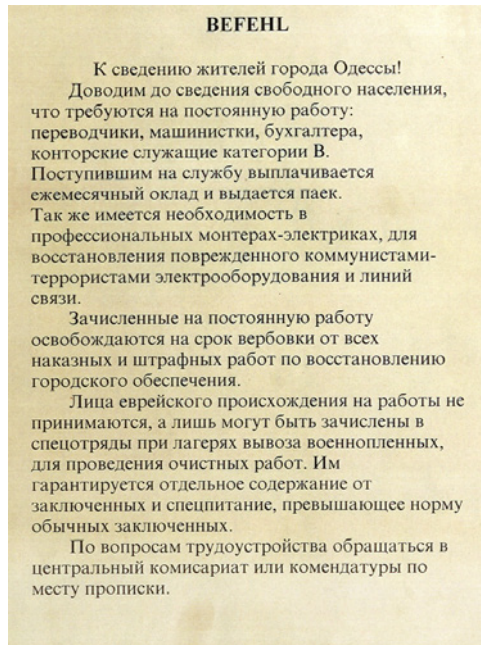 BEFEHL
К сведению жителей города Одессы!
Доводим до сведения свободного населения,
что требуются на постоянную работу:
переводчики, машинистки, бухгалтера,
конторские служащие категории В.
Поступившим на службу выплачивается
ежемесячный оклад и выдается паек.
Так же имеется необходимость в
профессиональных монтерах-электриках, для
восстановления поврежденного коммунистами-
террористами электрооборудования и линий
связи.
Зачисленные на постоянную работу
освобождаются на срок вербовки от всех
наказных и штрафных работ по восстановлению
городского обеспечения.
Лица еврейского происхождения на работы не
принимаются, а лишь могут быть зачислены в
спецотряды при лагерях вывоза военнопленных,
для проведения очистных работ. Им
гарантируется отдельное содержание от
заключенных и спецпитание, превышающее норму
обычных заключенных.
По вопросам трудоустройства обращаться в
центральный комисариат или комендатуры по
месту прописки.